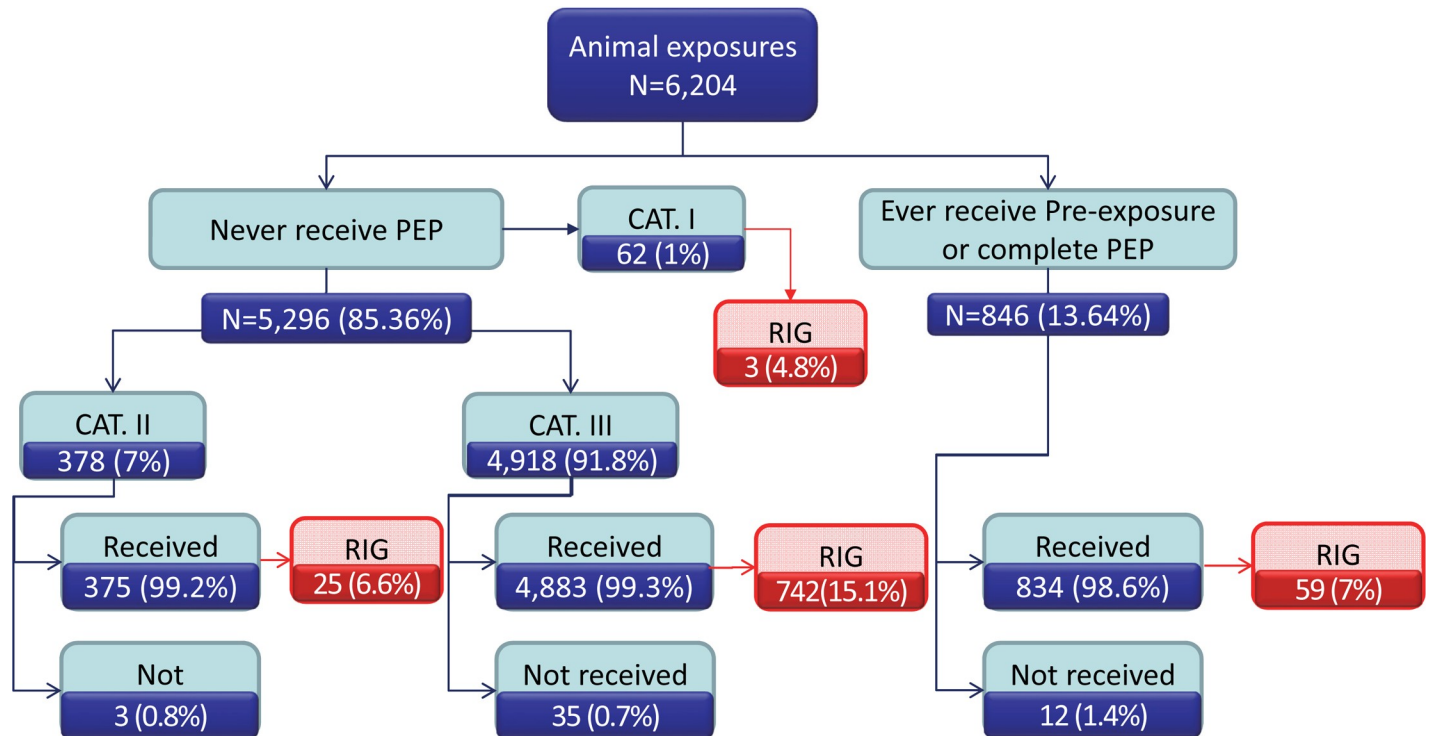 Animal exposures
N=6,204
Never receive PEP
CAT. I
62 (1%)
Ever receive Pre-exposure
or complete PEP
RIG
3 (4.8%)
N=5,296 (85.36%)
N=846 (13.64%)
CAT. II
378 (7%)
CAT. III
4,918 (91.8%)
Received
375 (99.2%)
RIG
25 (6.6%)
Received
4,883 (99.3%)
RIG
742(15.1%)
Received
834 (98.6%)
RIG
59 (7%)
Not
3 (0.8%)
Not received
35 (0.7%)
Not received
12 (1.4%)